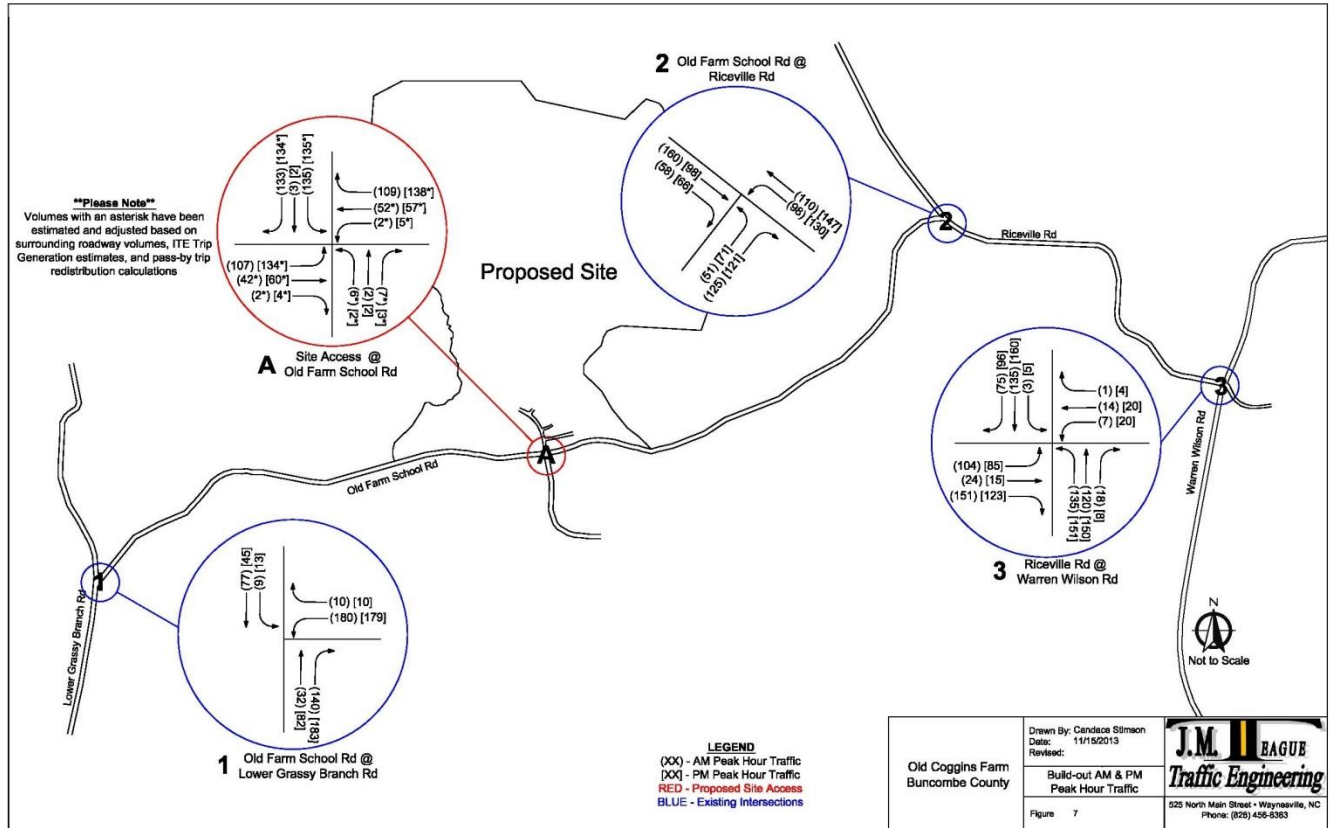 2 Old Farm School Rd @
Riceville Rd
(160) [98]
(58) [68]
(110) [147]
(98) [130]
(51) [71]
(125) [121]
2
Riceville Rd
(133) [134*]
(3) [2]
(135) [135*]
(109) [138*]
(52*) [57*]
(2*) [5*]
(107) [134*]
(42*) [60*]
(2*) [4*]
(6*) [2*]
(2) [2]
(7*) [3*]
**Please Note**
Volumes with an asterisk have been
estimated and adjusted based on
surrounding roadway volumes, ITE Trip
Generation estimates, and pass-by trip
redistribution calculations
Proposed Site
A Site Access @
Old Farm School Rd
A
Old Farm School Rd
(75) [96]
(135) [160]
(3) [5]
(1) [4]
(14) [20]
(7) [20]
(104) [85]
(24) [15]
(151) [123]
(135) [151]
(120) [150]
(18) [8]
3 Riceville Rd @
Warren Wilson Rd
3
Warren Wilson Rd
1
Lower Grassy Branch Rd
(77) [45]
(9) [13]
(10) [10]
(180) [179]
(32) [82]
(140) [183]
1 Old Farm School Rd @
Lower Grassy Branch Rd
N
Not to Scale
LEGEND
(XX) - AM Peak Hour Traffic
[XX] - PM Peak Hour Traffic
RED - Proposed Site Access
BLUE - Existing Intersections
Old Coggins Farm
Buncombe County
Drawn By: Candace Stimson
Date: 11/15/2013
Revised:
Build-out AM & PM
Peak Hour Traffic
Figure 7
J.M. TEAGUE
Traffic Engineering
525 North Main Street • Waynesville, NC
Phone: (828) 456-8383